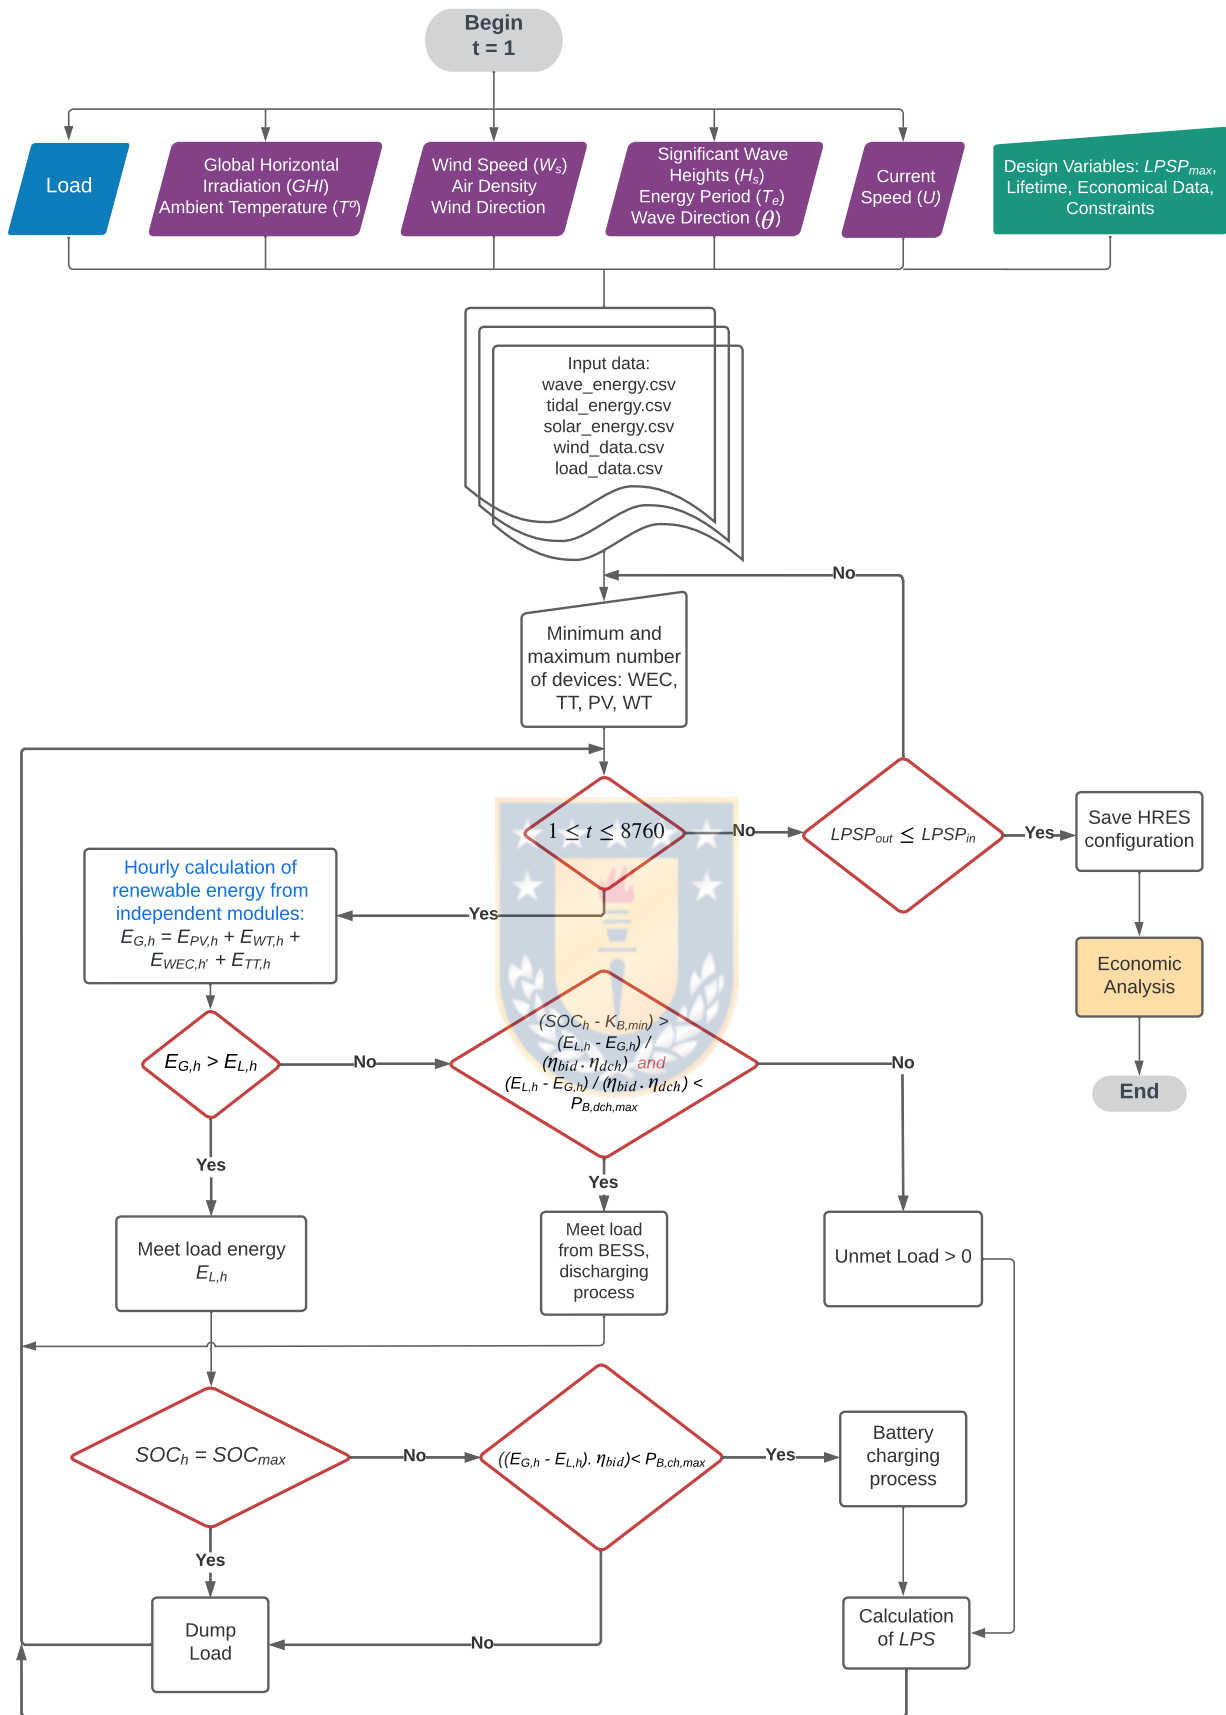 Begin
t = 1
Load
Global Horizontal
Irradiation (GHI)
Ambient Temperature (Tº)
Wind Speed (Ws)
Air Density
Wind Direction
Significant Wave
Heights (Hs)
Energy Period (Te)
Wave Direction (θ)
Current
Speed (U)
Design Variables: LPSPmax,
Lifetime, Economical Data,
Constraints
Input data:
wave_energy.csv
tidal_energy.csv
solar_energy.csv
wind_data.csv
load_data.csv
No
Minimum and
maximum number
of devices: WEC,
TT, PV, WT
1 ≤ t ≤ 8760
No
LPSPout ≤ LPSPin
Yes
Save HRES
configuration
Hourly calculation of
renewable energy from
independent modules:
EG,h = EPV,h + EWT,h +
EWEC,h' + ETT,h
Yes
Economic
Analysis
End
EG,h > EL,h
No
(SOCh - KB,min) >
(EL,h - EG,h) /
(ηbid . ηdch) and
(EL,h - EG,h) / (ηbid . ηdch) <
PB,dch,max
No
Yes
Yes
Meet load energy
EL,h
Meet load
from BESS,
discharging
process
Unmet Load > 0
SOCh = SOCmax
No
((EG,h - EL,h). ηbid)< PB,ch,max
Yes
Battery
charging
process
Yes
Dump
Load
No
Calculation
of LPS